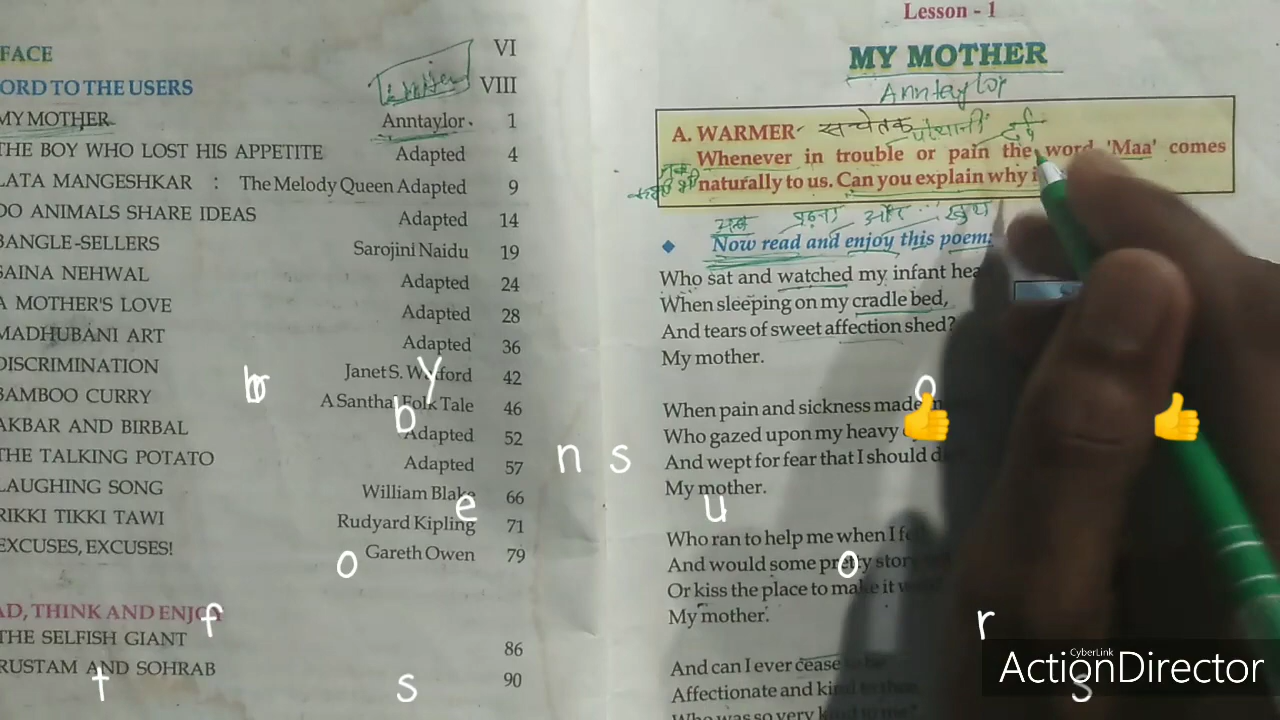 FACE VI
ORD TO THE USERS VIII
MY MOTHER Anntaylor. 1
THE BOY WHO LOST HIS APPETITE Adapted 4
LATA MANGESHKAR : The Melody Queen Adapted 9
DO ANIMALS SHARE IDEAS Adapted 14
BANGLE-SELLERS Sarojini Naidu 19
SAINA NEHWAL Adapted 24
A MOTHER'S LOVE Adapted 28
MADHUBANI ART Adapted 36
DISCRIMINATION Janet S. 42
BAMBOO CURRY A Santhal Folk Tale 46
AKBAR AND BIRBAL Adapted 52
THE TALKING POTATO Adapted 57
LAUGHING SONG William Blake 66
RIKKI TIKKI TAWI Rudyard Kipling 71
EXCUSES, EXCUSES! Gareth Owen 79
AD, THINK AND ENJOY
THE SELFISH GIANT 86
RUSTAM AND SOHRAB 90
Lesson - 1
MY MOTHER
Anntaylor
A. WARMER सचेतक
Whenever in trouble or pain the word 'Maa' comes
naturally to us. Can you explain why
और
Now read and enjoy this poem:
Who sat and watched my infant
When sleeping on my cradle bed,
And tears of sweet affection shed?
My mother.
When pain and sickness made
Who gazed upon my heavy
And wept for fear that I should
My mother.
Who ran to help me when I
And would some pretty story
Or kiss the place to make it
My mother.
And can I ever cease
Affectionate and
Who was so very kind to me
b y
b
n s
e u
o o
f r
t s s
CyberLink
ActionDirector